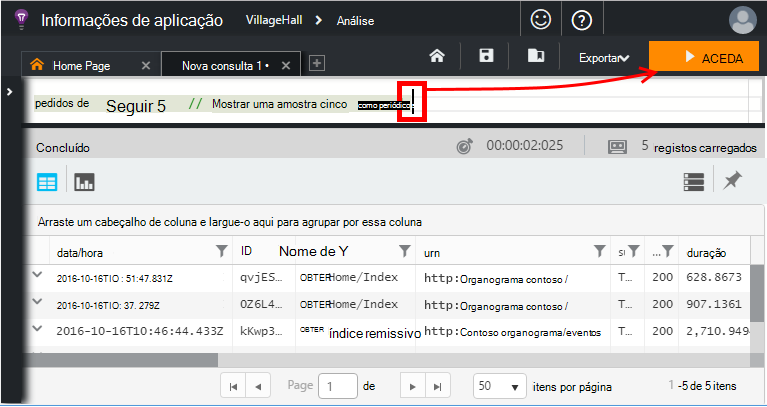 Informações de aplicação VillageHall Análise
Home Page Nova consulta 1 • Exportar ACEDA
pedidos de Seguir 5 // Mostrar uma amostra cinco como periódico
Concluído 00:00:02:025 5 registos carregados
Arraste um cabeçalho de coluna e largue-o aqui para agrupar por essa coluna
data/hora ID Nome de Y urn ... duração
2016-10-16TIO : 51:47.831Z qvjES... OBTER Home/Index http: Organograma contoso / T... 200 628.8673
2016-10-16TIO: 37. 279Z OZ6L4... OBTER Home/Index http: Organograma contoso / T... 200 907.1361
2016-10-16T10:46:44.433Z kKwp3... OBTER índice remissivo http: Contoso organograma/eventos T... 200 2,710.949
Page 1 de 50 itens por página 1 -5 de 5 itens